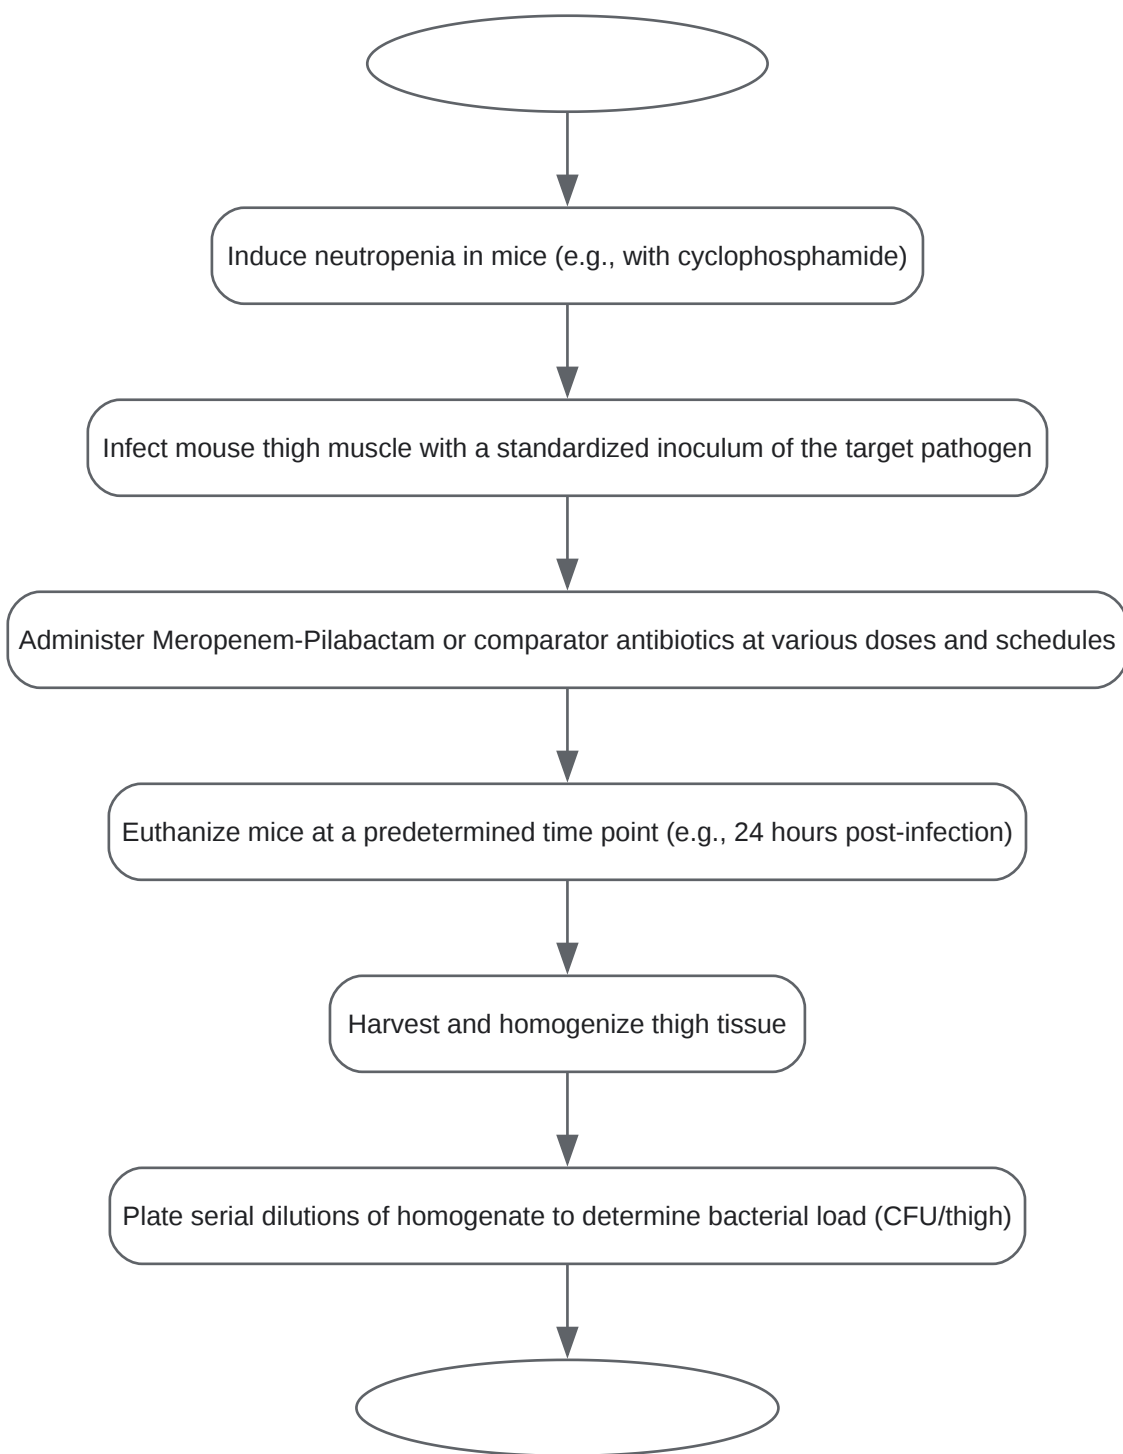 Induce neutropenia in mice (e.g., with cyclophosphamide)
Infect mouse thigh muscle with a standardized inoculum of the target pathogen
Administer Meropenem-Pilabactam or comparator antibiotics at various doses and schedules
Euthanize mice at a predetermined time point (e.g., 24 hours post-infection)
Harvest and homogenize thigh tissue
Plate serial dilutions of homogenate to determine bacterial load (CFU/thigh)